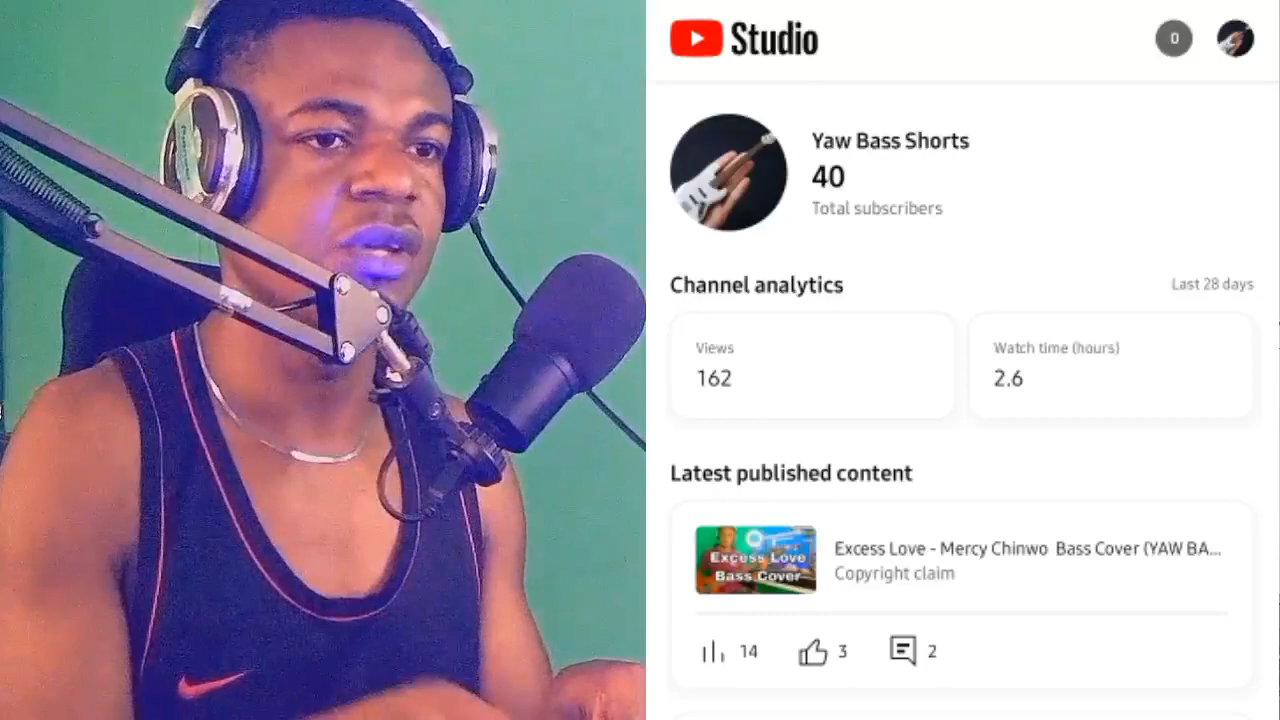 Studio
0
Yaw Bass Shorts
40
Total subscribers
Channel analytics
Last 28 days
Views
162
Watch time (hours)
2.6
Latest published content
Excess Love
Bass Cover
Excess Love - Mercy Chinwo Bass Cover (YAW BA...
Copyright claim
14
3
2